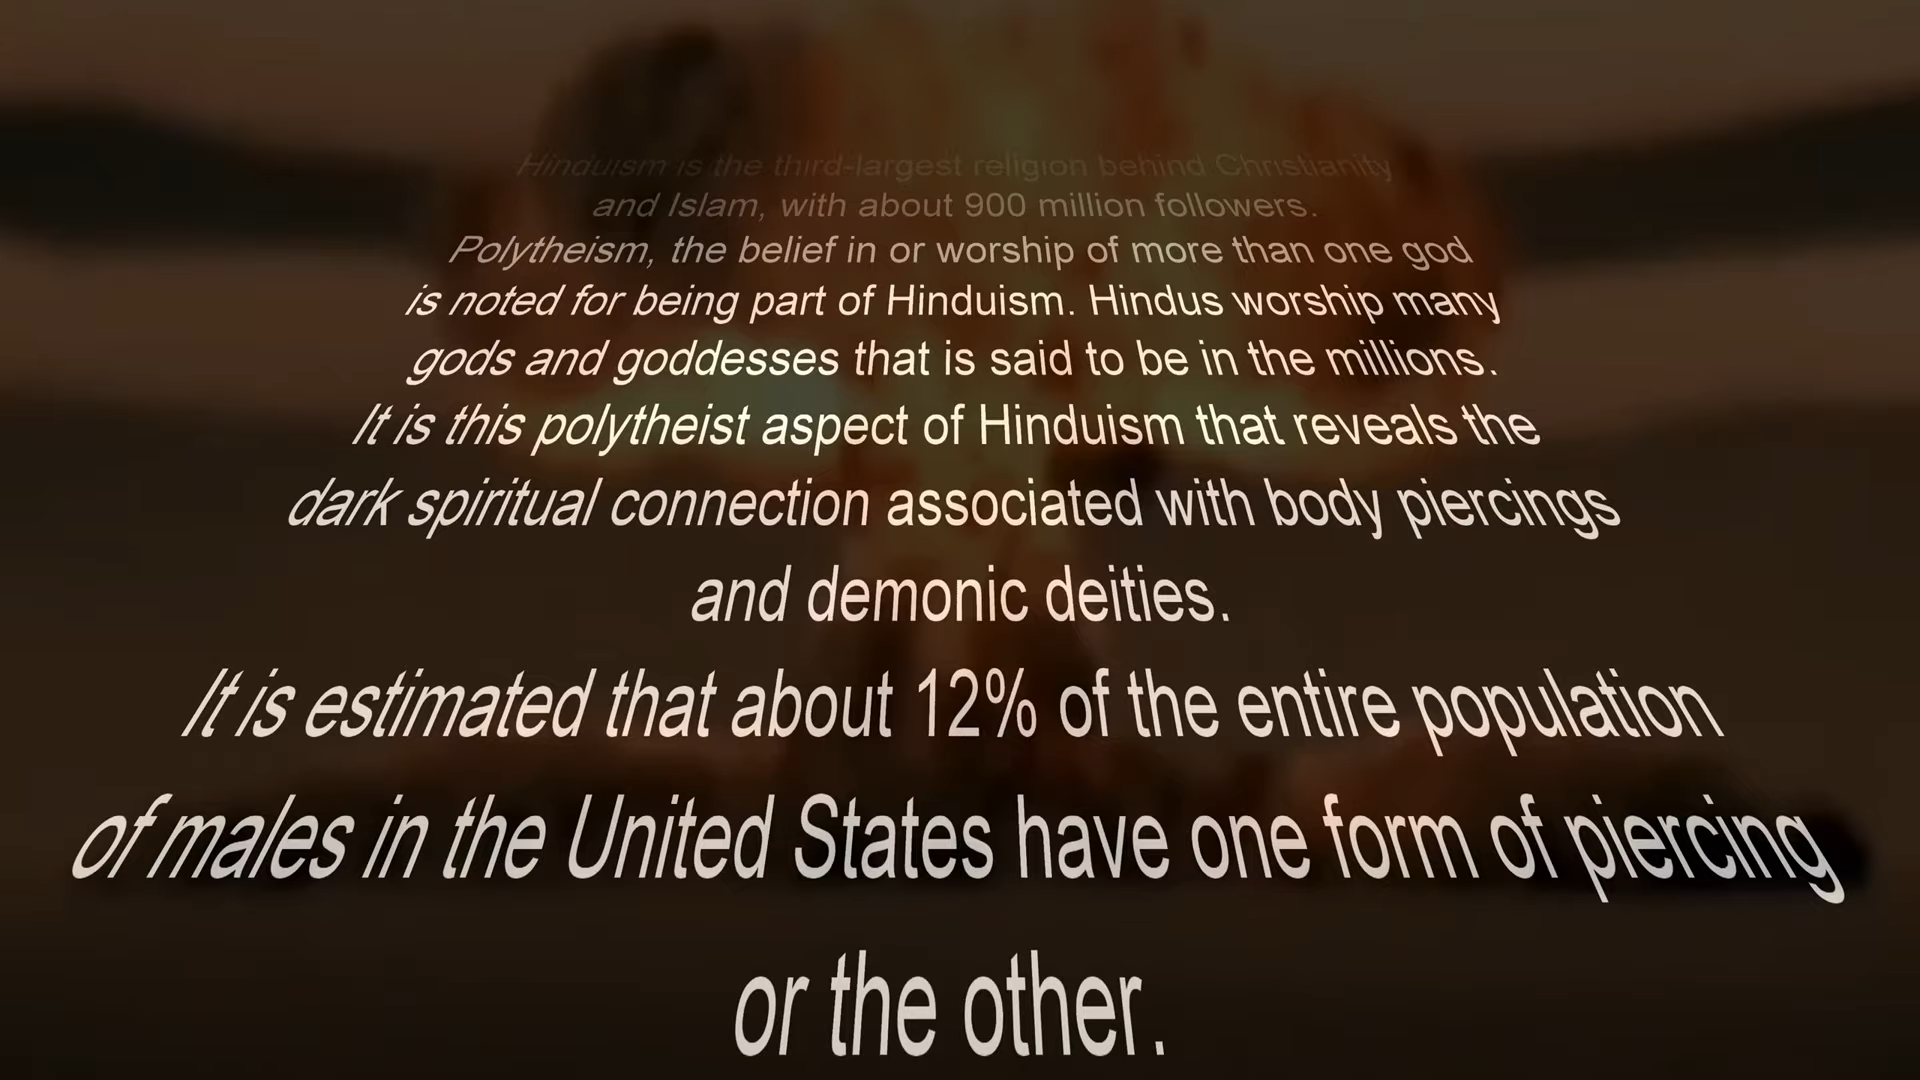 Hinduism is the third-largest religion behind Christianity
and Islam, with about 900 million followers.
Polytheism, the belief in or worship of more than one god
is noted for being part of Hinduism. Hindus worship many
gods and goddesses that is said to be in the millions.
It is this polytheist aspect of Hinduism that reveals the
dark spiritual connection associated with body piercings
and demonic deities.
It is estimated that about 12% of the entire population
of males in the United States have one form of piercing
or the other.